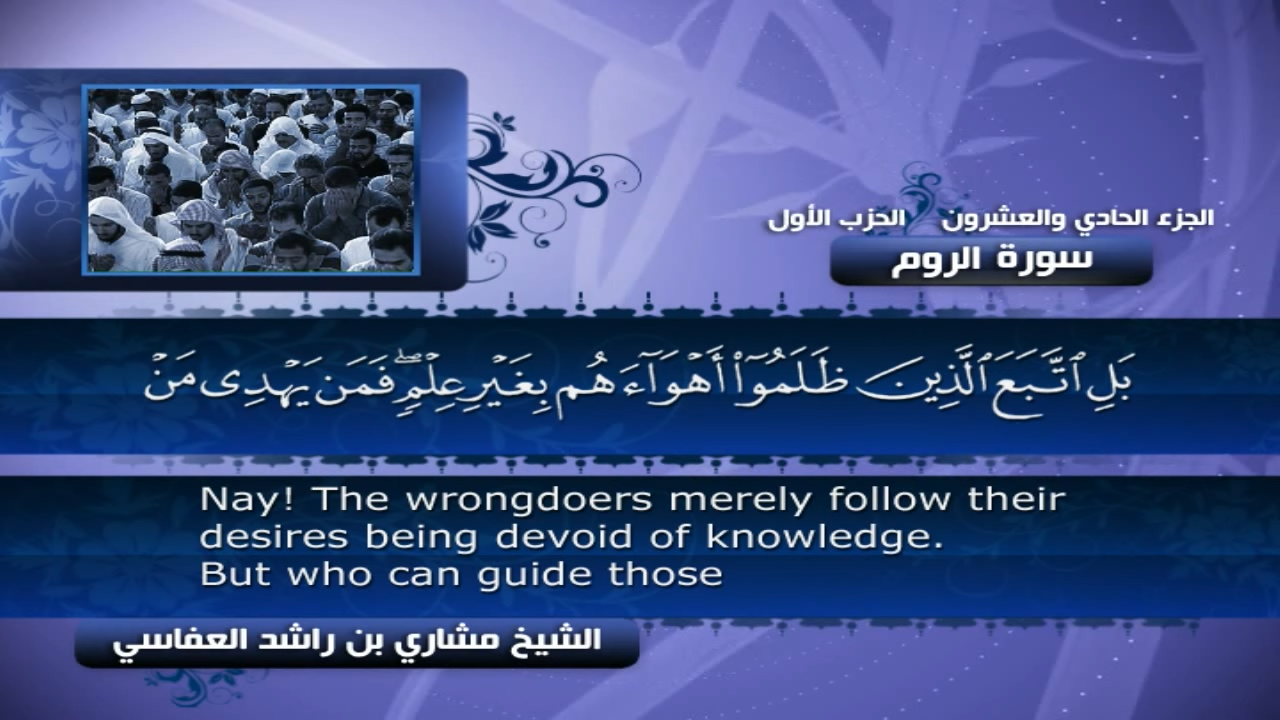 الجزء الحادي والعشرون الحزب الأول
سورة الروم
بَلِ ٱتَّبَعَ ٱلَّذِينَ ظَلَمُوٓا۟ أَهْوَآءَهُم بِغَيْرِ عِلْمٍۖ فَمَن يَهْدِى مَنْ
Nay! The wrongdoers merely follow their
desires being devoid of knowledge.
But who can guide those
الشيخ مشاري بن راشد العفاسي